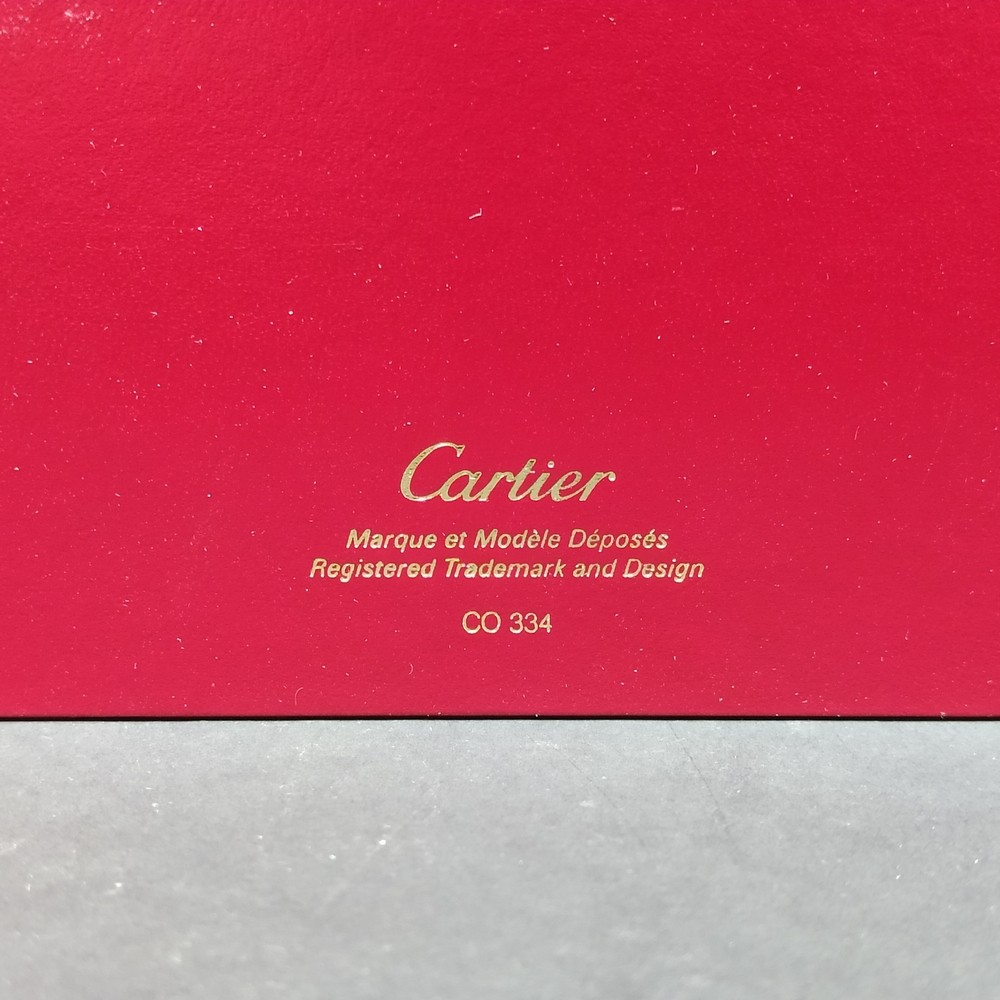 Cartier
Marque et Modèle Déposés
Registered Trademark and Design
CO 334